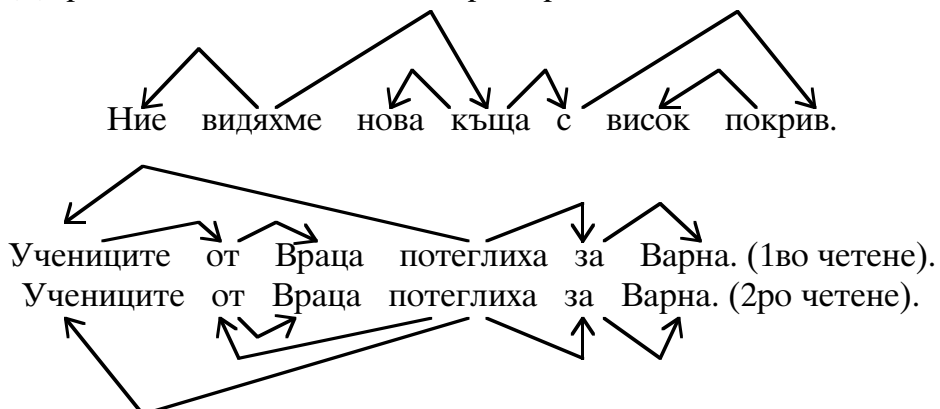 Ние видяхме нова къща с висок покрив.
Учениците от Враца потеглиха за Варна. (1во четене).
Учениците от Враца потеглиха за Варна. (2ро четене).